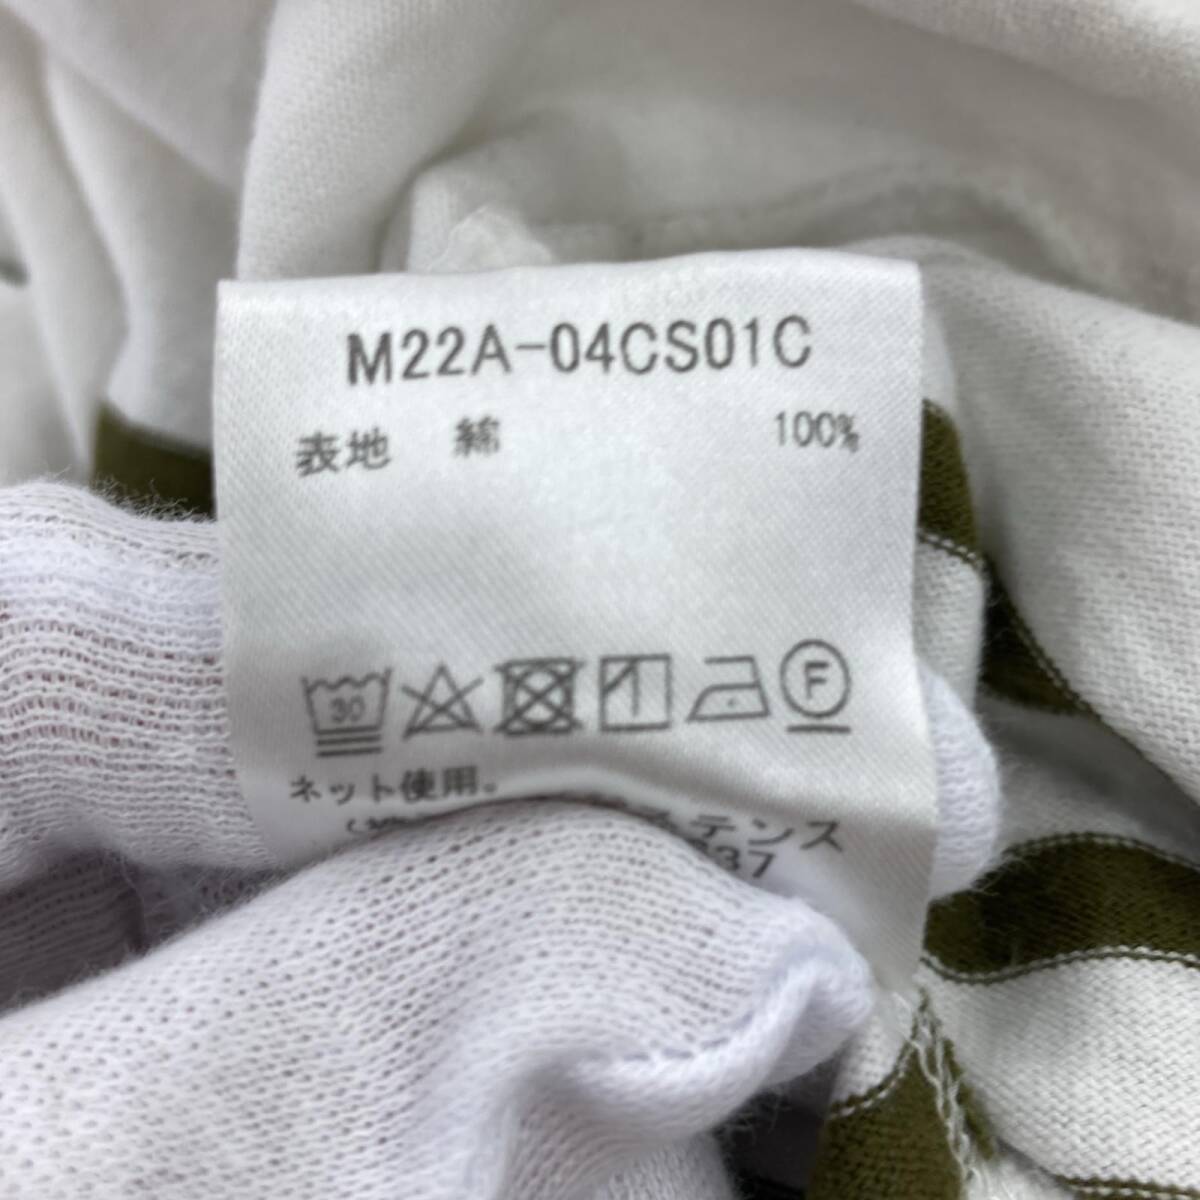 M22A-04CS01C
表地 綿 100%
30 F
ネット使用。
テンス
37